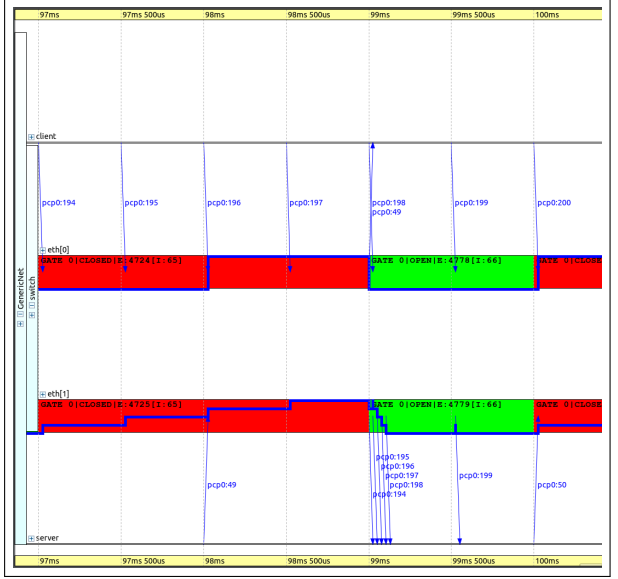 97ms 97ms 500us 98ms 98ms 500us 99ms 99ms 500us 100ms
client
pcp0:194 pcp0:195 pcp0:196 pcp0:197 pcp0:198 pcp0:199 pcp0:200
pcp0:49
eth[0]
GATE 0|CLOSED|E:4724[I:65] GATE 0|OPEN|E:4778[I:66] GATE 0|CLOSE
GenericNet
switch
eth[1]
GATE 0|CLOSED|E:4725[I:65] GATE 0|OPEN|E:4779[I:66] GATE 0|CLOSE
pcp0:195
pcp0:196
pcp0:197 pcp0:199
pcp0:49 pcp0:198 pcp0:50
pcp0:194
server
97ms 97ms 500us 98ms 98ms 500us 99ms 99ms 500us 100ms